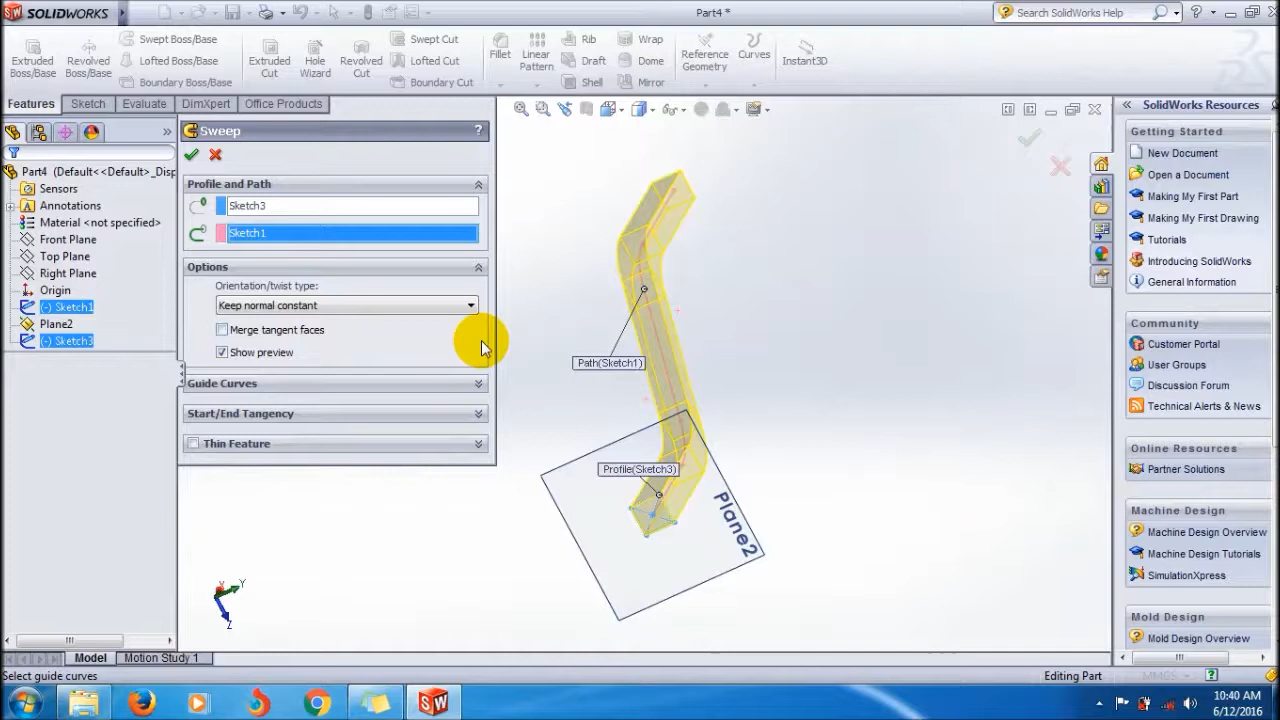 SOLIDWORKS
Part4 *
Search SolidWorks Help
Extruded Boss/Base
Revolved Boss/Base
Swept Boss/Base
Lofted Boss/Base
Boundary Boss/Base
Extruded Cut
Hole Wizard
Revolved Cut
Swept Cut
Lofted Cut
Boundary Cut
Fillet
Linear Pattern
Rib
Draft
Shell
Wrap
Dome
Mirror
Reference Geometry
Curves
Instant3D
Features
Sketch
Evaluate
DimXpert
Office Products
Part4 (Default<<Default>_Disp
Sensors
Annotations
Material <not specified>
Front Plane
Top Plane
Right Plane
Origin
(-) Sketch1
Plane2
(-) Sketch3
Sweep
?
Profile and Path
Sketch3
Sketch1
Options
Orientation/twist type:
Keep normal constant
Merge tangent faces
Show preview
Guide Curves
Start/End Tangency
Thin Feature
Path(Sketch1)
Profile(Sketch3)
Plane2
X
Y
Z
SolidWorks Resources
Getting Started
New Document
Open a Document
Making My First Part
Making My First Drawing
Tutorials
Introducing SolidWorks
General Information
Community
Customer Portal
User Groups
Discussion Forum
Technical Alerts & News
Online Resources
Partner Solutions
Machine Design
Machine Design Overview
Machine Design Tutorials
SimulationXpress
Mold Design
Mold Design Overview
Model
Motion Study 1
Select guide curves
Editing Part
MMGS
10:40 AM
6/12/2016